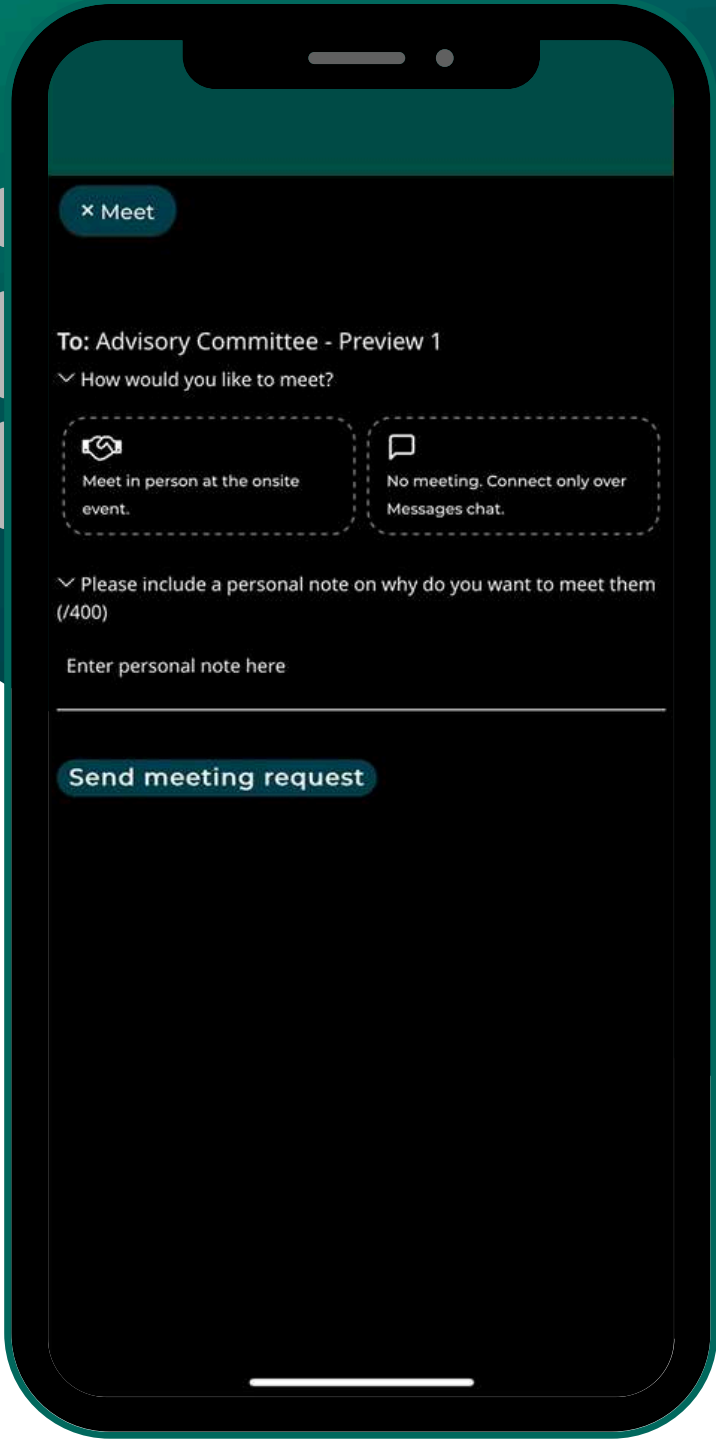 × Meet
To: Advisory Committee - Preview 1
How would you like to meet?
Meet in person at the onsite
event.
No meeting. Connect only over
Messages chat.
Please include a personal note on why do you want to meet them
(/400)
Enter personal note here
Send meeting request